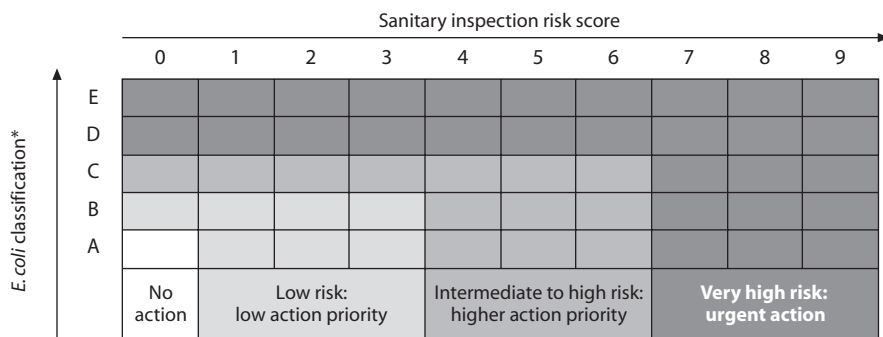 Sanitary inspection risk score
0 1 2 3 4 5 6 7 8 9
E. coli classification*
E
D
C
B
A
No
action
Low risk:
low action priority
Intermediate to high risk:
higher action priority
Very high risk:
urgent action